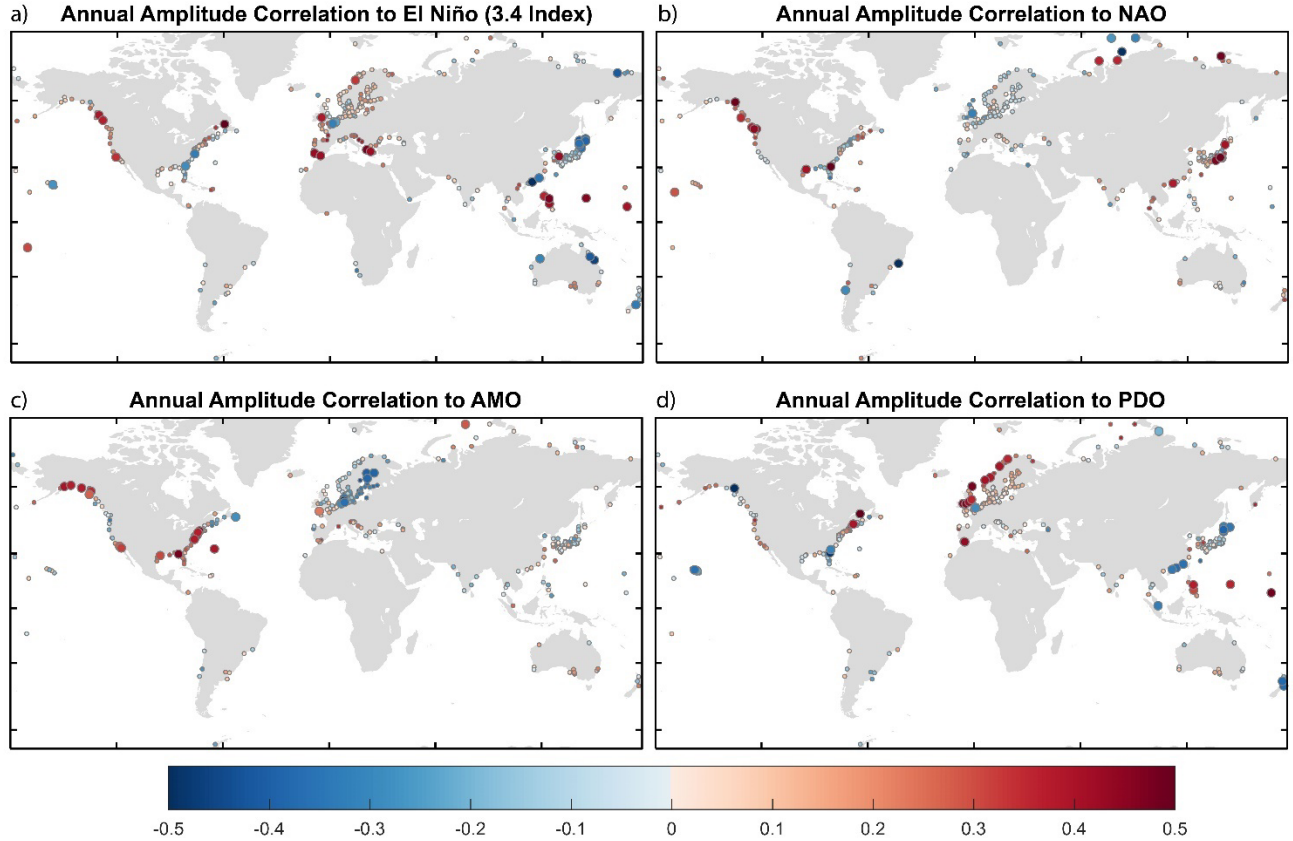 a) Annual Amplitude Correlation to El Niño (3.4 Index)
b) Annual Amplitude Correlation to NAO
c) Annual Amplitude Correlation to AMO
d) Annual Amplitude Correlation to PDO
-0.5 -0.4 -0.3 -0.2 -0.1 0 0.1 0.2 0.3 0.4 0.5